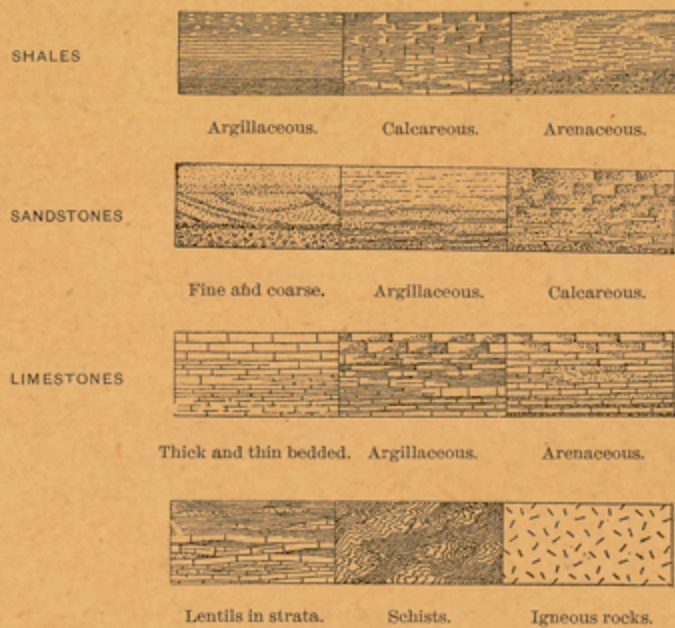 SHALES
Argillaceous. Calcareous. Arenaceous.
SANDSTONES
Fine and coarse. Argillaceous. Calcareous.
LIMESTONES
Thick and thin bedded. Argillaceous. Arenaceous.
Lentils in strata. Schists. Igneous rocks.